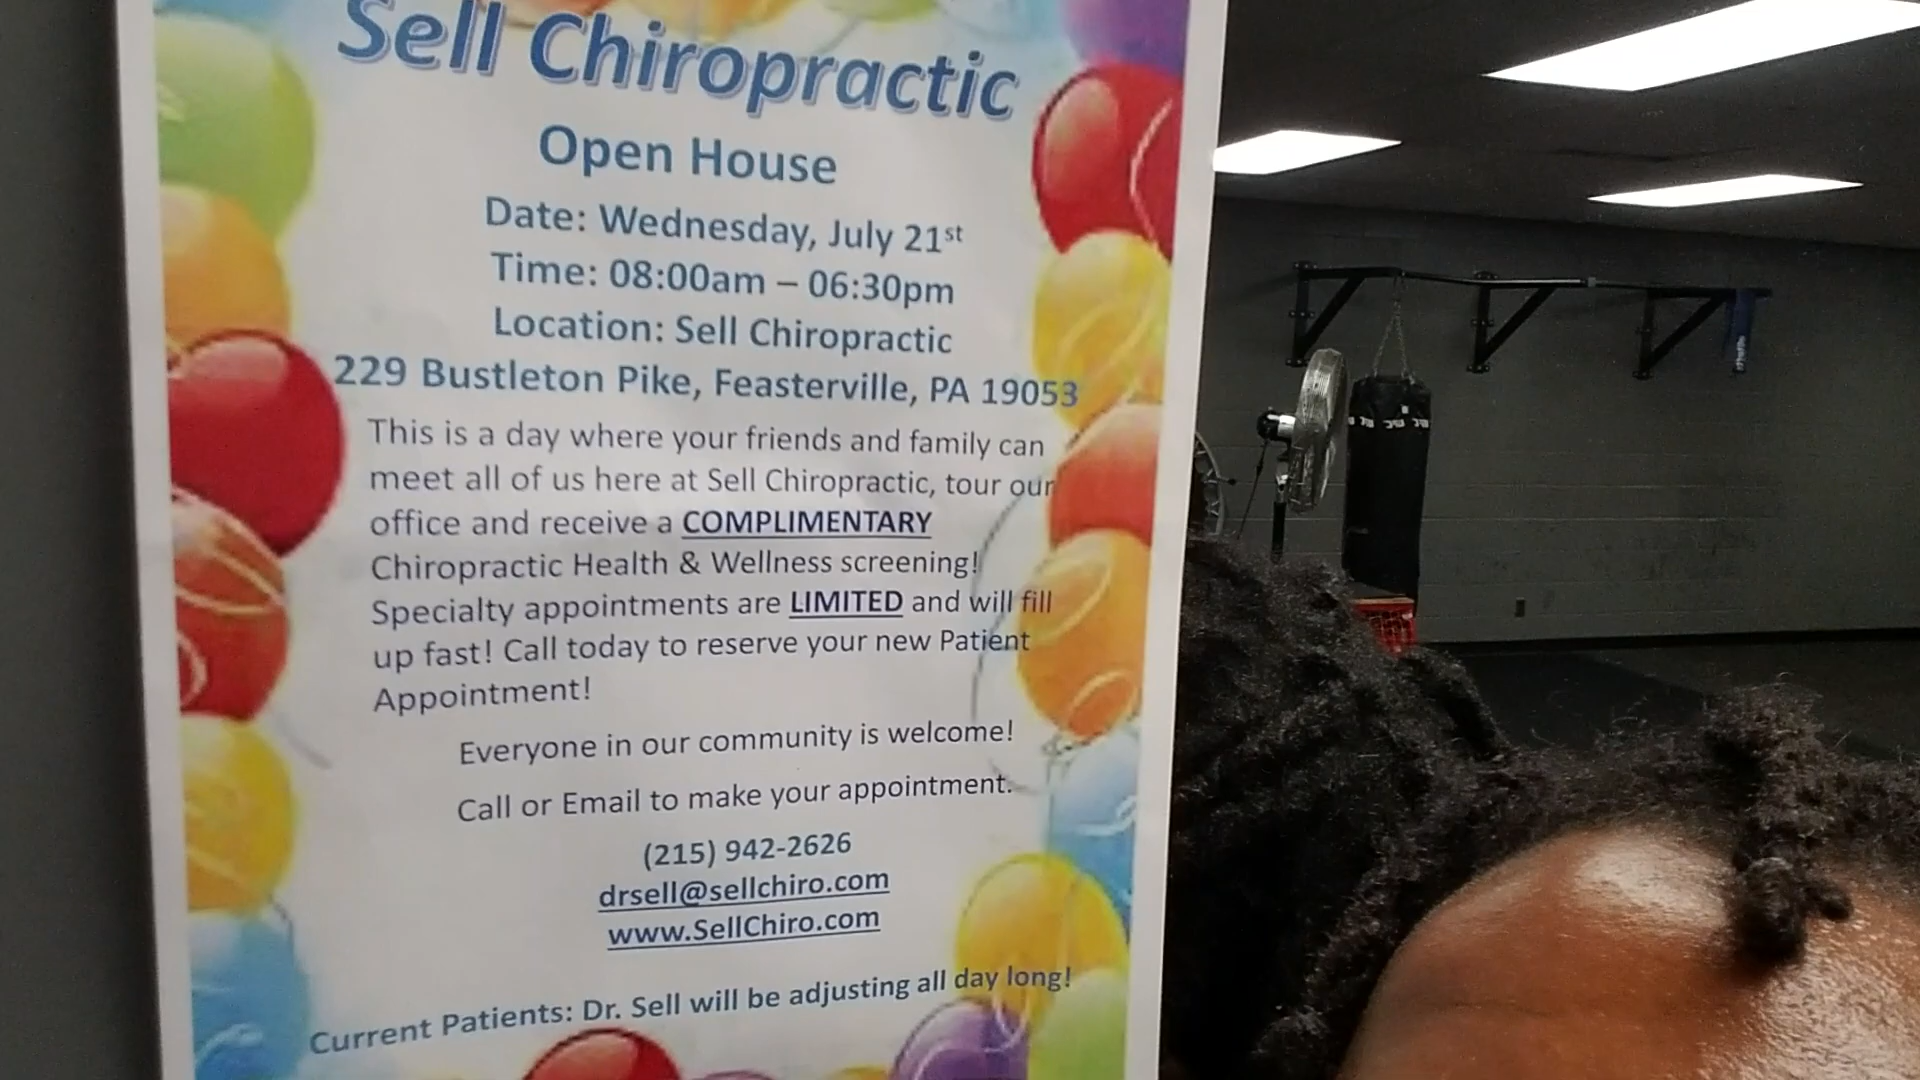 Sell Chiropractic
Open House
Date: Wednesday, July 21st
Time: 08:00am – 06:30pm
Location: Sell Chiropractic
229 Bustleton Pike, Feasterville, PA 19053
This is a day where your friends and family can
meet all of us here at Sell Chiropractic, tour our
office and receive a COMPLIMENTARY
Chiropractic Health & Wellness screening!
Specialty appointments are LIMITED and will fill
up fast! Call today to reserve your new Patient
Appointment!
Everyone in our community is welcome!
Call or Email to make your appointment.
(215) 942-2626
drsell@sellchiro.com
www.SellChiro.com
Current Patients: Dr. Sell will be adjusting all day long!